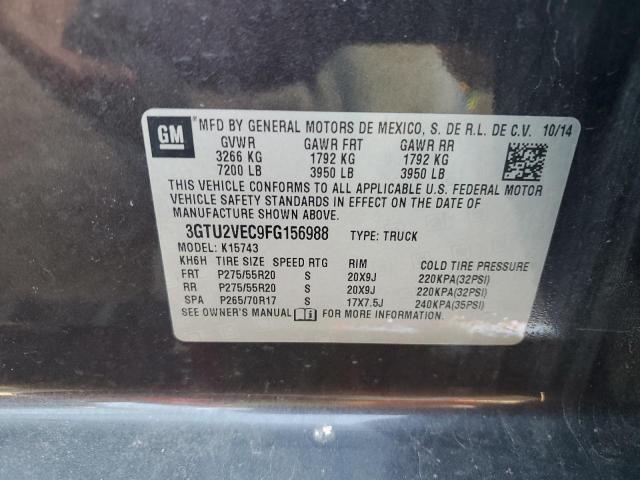 GM
® MFD BY GENERAL MOTORS DE MEXICO, S. DE R.L. DE C.V. 10/14
GVWR GAWR FRT GAWR RR
3266 KG 1792 KG 1792 KG
7200 LB 3950 LB 3950 LB
THIS VEHICLE CONFORMS TO ALL APPLICABLE U.S. FEDERAL MOTOR
VEHICLE SAFETY STANDARDS IN EFFECT ON THE DATE OF
MANUFACTURE SHOWN ABOVE.
3GTU2VEC9FG156988 TYPE: TRUCK
MODEL: K15743
KH6H TIRE SIZE SPEED RTG RIM COLD TIRE PRESSURE
FRT P275/55R20 S 20X9J 220KPA(32PSI)
RR P275/55R20 S 20X9J 220KPA(32PSI)
SPA P265/70R17 S 17X7.5J 240KPA(35PSI)
SEE OWNER'S MANUAL FOR MORE INFORMATION.